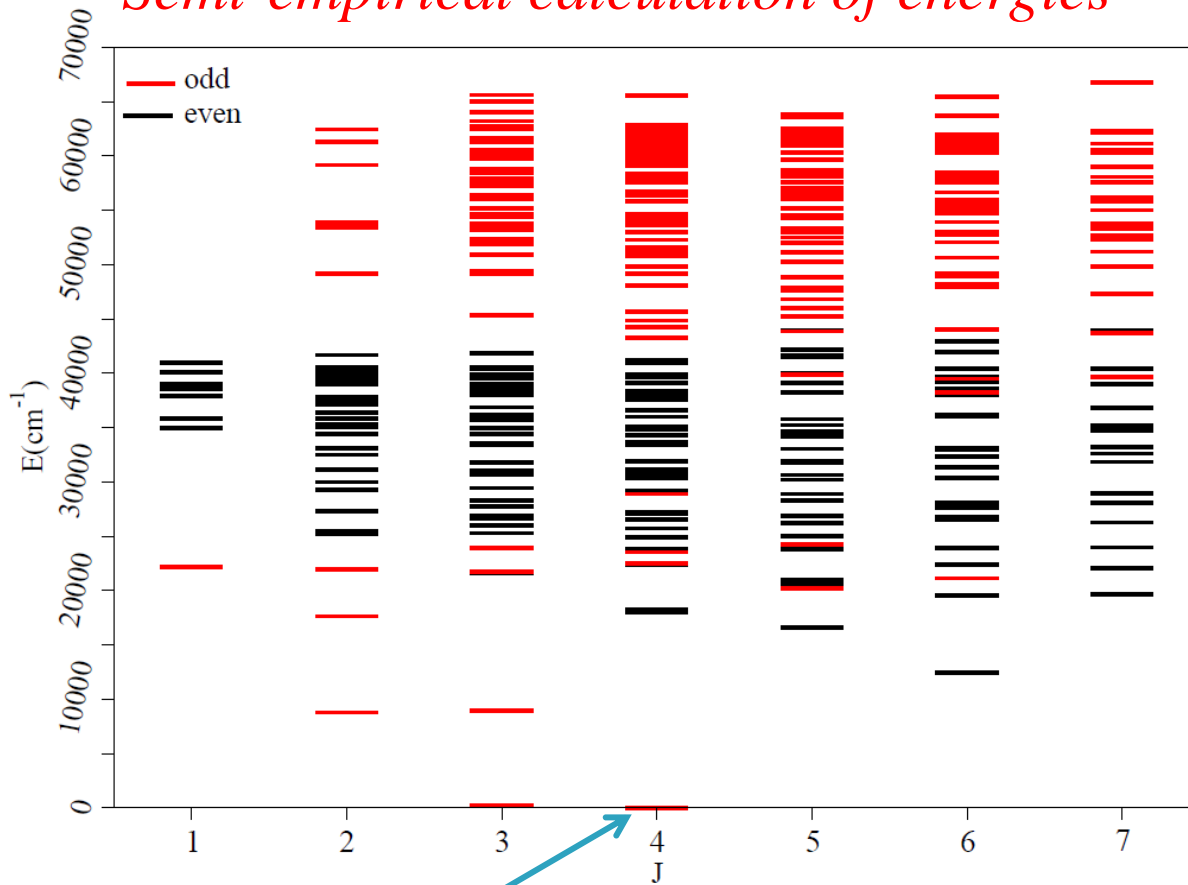 Semi-empirical calculation of energies
odd
even
70000
60000
50000
40000
30000
20000
10000
0
E(cm⁻¹)
1 2 3 4 5 6 7
J